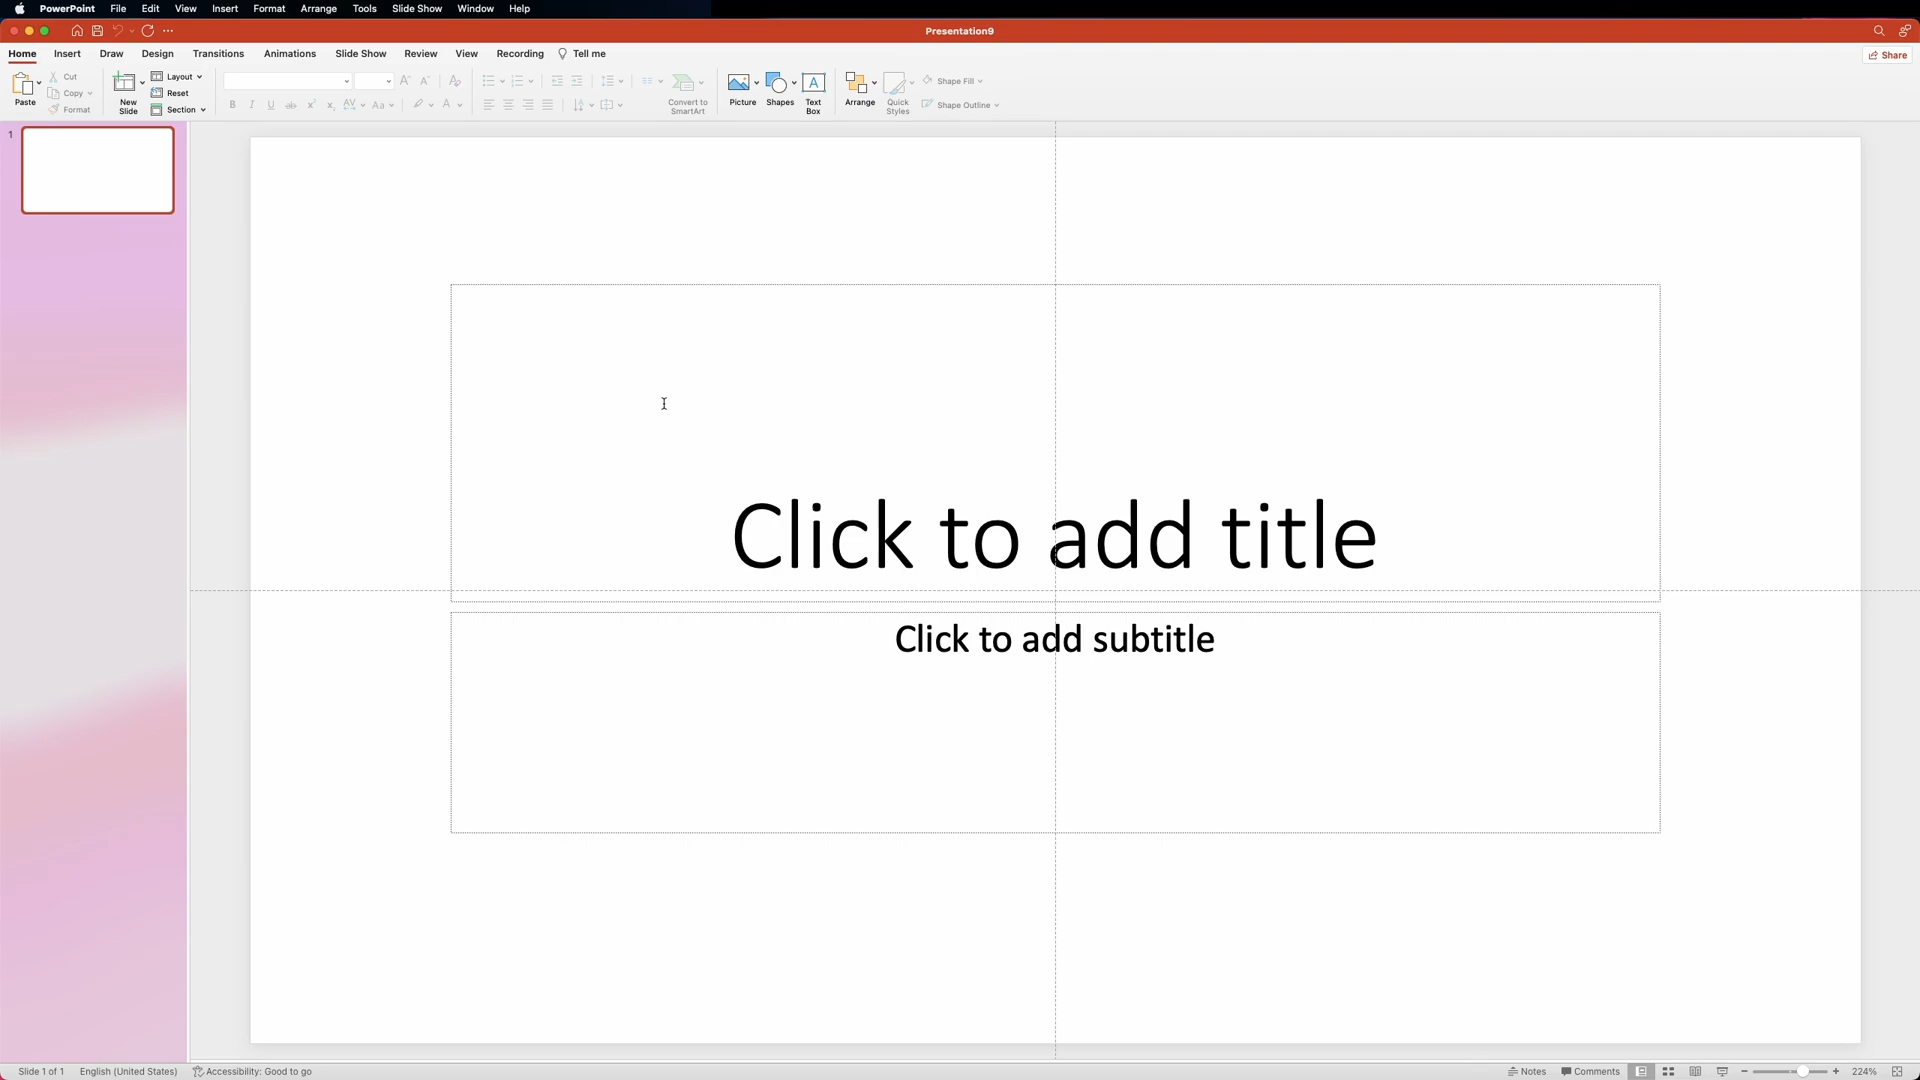 PowerPoint File Edit View Insert Format Arrange Tools Slide Show Window Help
Presentation9
Home Insert Draw Design Transitions Animations Slide Show Review View Recording Tell me
Share
Paste
Cut
Copy
Format
New Slide
Layout
Reset
Section
Convert to SmartArt
Picture
Shapes
Text Box
Arrange
Quick Styles
Shape Fill
Shape Outline
1
Click to add title
Click to add subtitle
Slide 1 of 1 English (United States) Accessibility: Good to go Notes Comments 224%